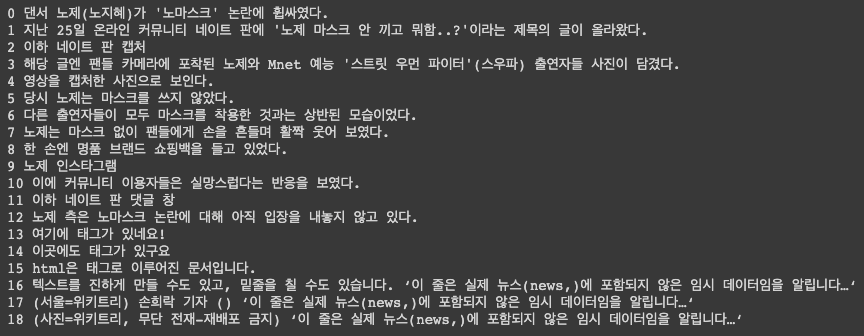 0 댄서 노제(노지혜)가 '노마스크' 논란에 휩싸였다.
1 지난 25일 온라인 커뮤니티 네이트 판에 '노제 마스크 안 끼고 뭐함..?'이라는 제목의 글이 올라왔다.
2 이하 네이트 판 캡처
3 해당 글엔 팬들 카메라에 포착된 노제와 Mnet 예능 '스트릿 우먼 파이터'(스우파) 출연자들 사진이 담겼다.
4 영상을 캡처한 사진으로 보인다.
5 당시 노제는 마스크를 쓰지 않았다.
6 다른 출연자들이 모두 마스크를 착용한 것과는 상반된 모습이었다.
7 노제는 마스크 없이 팬들에게 손을 흔들며 활짝 웃어 보였다.
8 한 손엔 명품 브랜드 쇼핑백을 들고 있었다.
9 노제 인스타그램
10 이에 커뮤니티 이용자들은 실망스럽다는 반응을 보였다.
11 이하 네이트 판 댓글 창
12 노제 측은 노마스크 논란에 대해 아직 입장을 내놓지 않고 있다.
13 여기에 태그가 있네요!
14 이곳에도 태그가 있구요
15 html은 태그로 이루어진 문서입니다.
16 텍스트를 진하게 만들 수도 있고, 밑줄을 칠 수도 있습니다. ‘이 줄은 실제 뉴스(news,)에 포함되지 않은 임시 데이터임을 알립니다…‘
17 (서울=위키트리) 손희락 기자 () ‘이 줄은 실제 뉴스(news,)에 포함되지 않은 임시 데이터임을 알립니다…‘
18 (사진=위키트리, 무단 전재-재배포 금지) ‘이 줄은 실제 뉴스(news,)에 포함되지 않은 임시 데이터임을 알립니다…‘